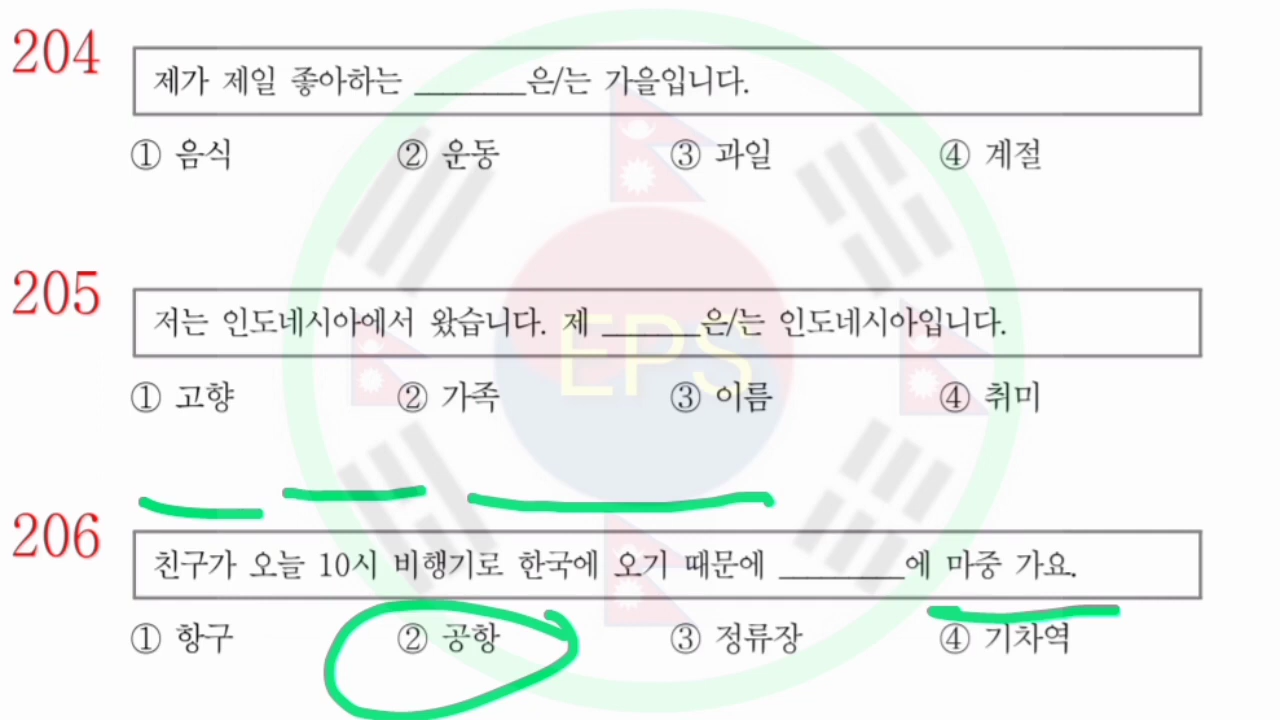 204
제가 제일 좋아하는 _______은/는 가을입니다.
① 음식 ② 운동 ③ 과일 ④ 계절
205
저는 인도네시아에서 왔습니다. 제 ______은/는 인도네시아입니다.
EPS
① 고향 ② 가족 ③ 이름 ④ 취미
206
친구가 오늘 10시 비행기로 한국에 오기 때문에 ________에 마중 가요.
① 항구 ② 공항 ③ 정류장 ④ 기차역